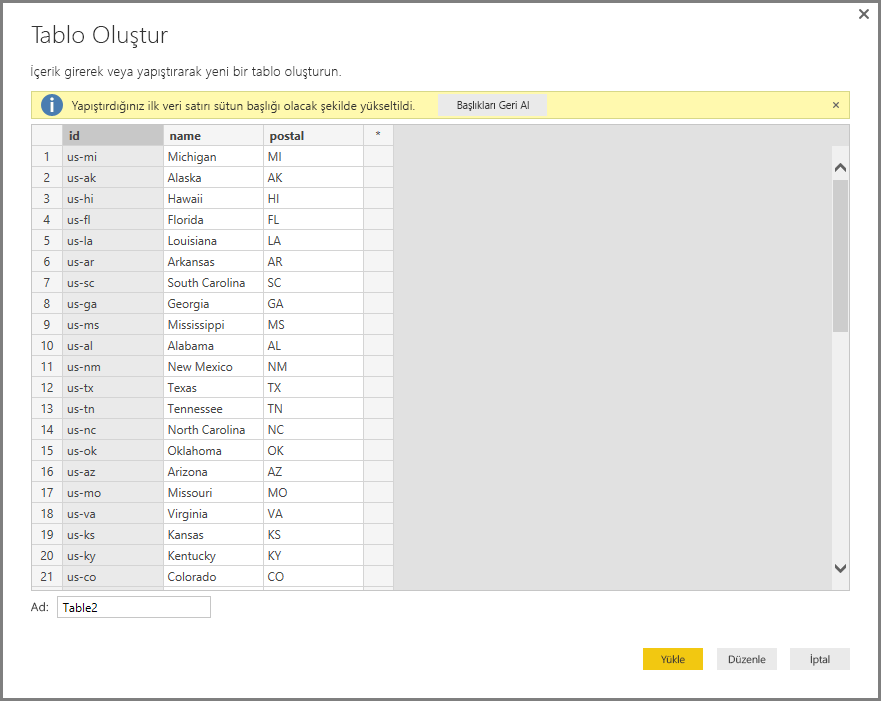 Tablo Oluştur
İçerik girerek veya yapıştırarak yeni bir tablo oluşturun.
Yapıştırdığınız ilk veri satırı sütun başlığı olacak şekilde yükseltildi. Başlıkları Geri Al
id name postal *
1 us-mi Michigan MI
2 us-ak Alaska AK
3 us-hi Hawaii HI
4 us-fl Florida FL
5 us-la Louisiana LA
6 us-ar Arkansas AR
7 us-sc South Carolina SC
8 us-ga Georgia GA
9 us-ms Mississippi MS
10 us-al Alabama AL
11 us-nm New Mexico NM
12 us-tx Texas TX
13 us-tn Tennessee TN
14 us-nc North Carolina NC
15 us-ok Oklahoma OK
16 us-az Arizona AZ
17 us-mo Missouri MO
18 us-va Virginia VA
19 us-ks Kansas KS
20 us-ky Kentucky KY
21 us-co Colorado CO
Ad: Table2
Yükle Düzenle İptal